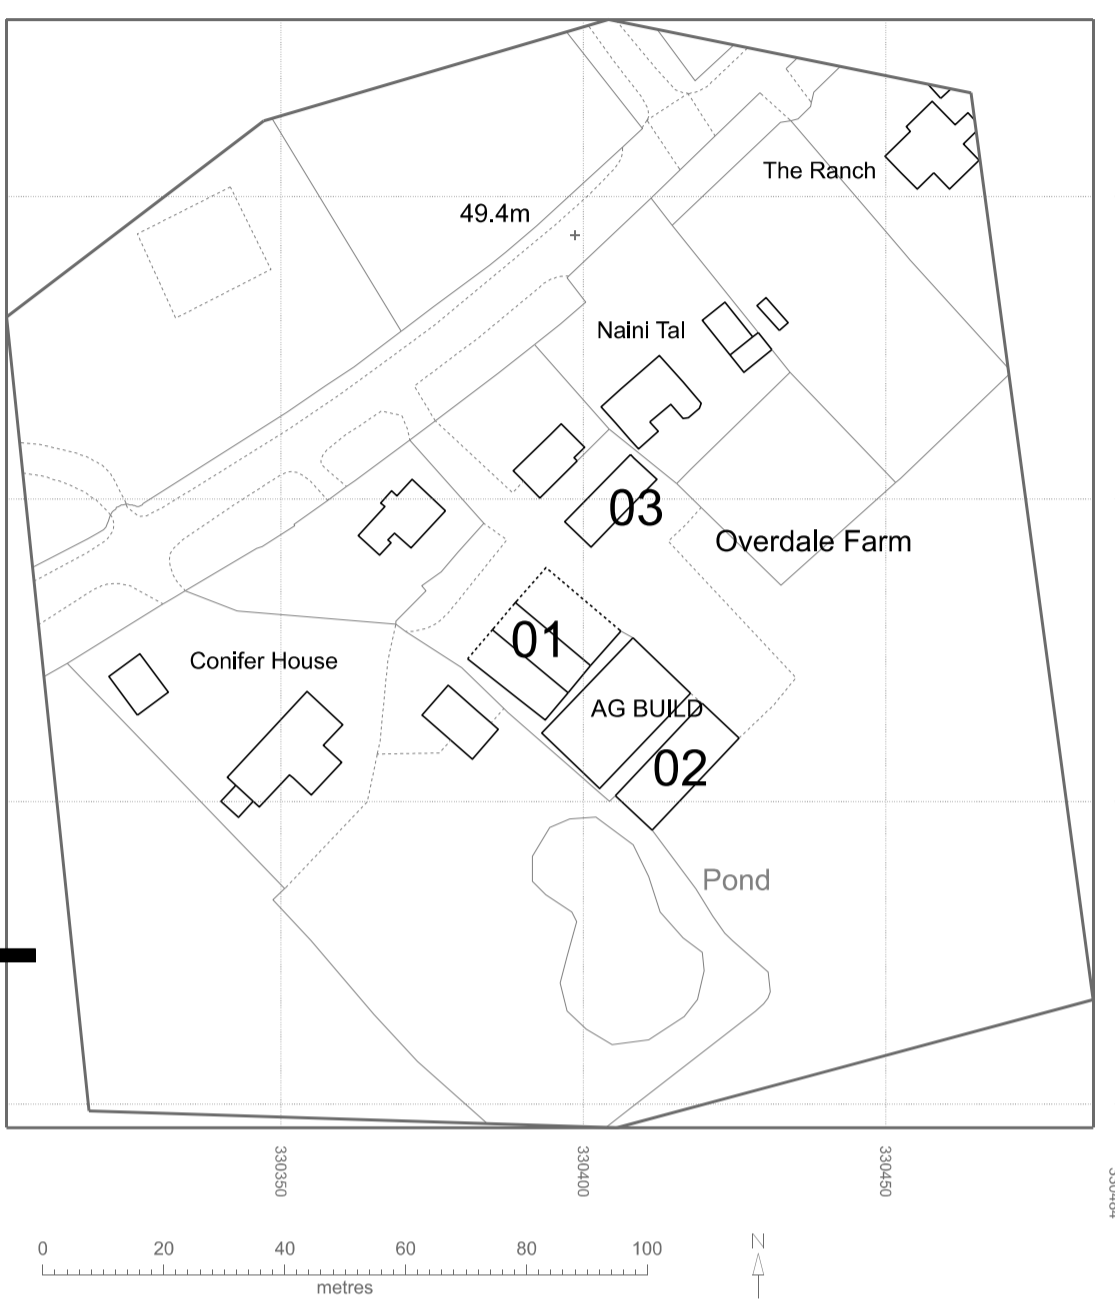 The Ranch
49.4m
Naini Tal
03
Overdale Farm
01
Conifer House
AG BUILD
02
Pond
330350
330400
330450
330484
0 20 40 60 80 100
metres
N